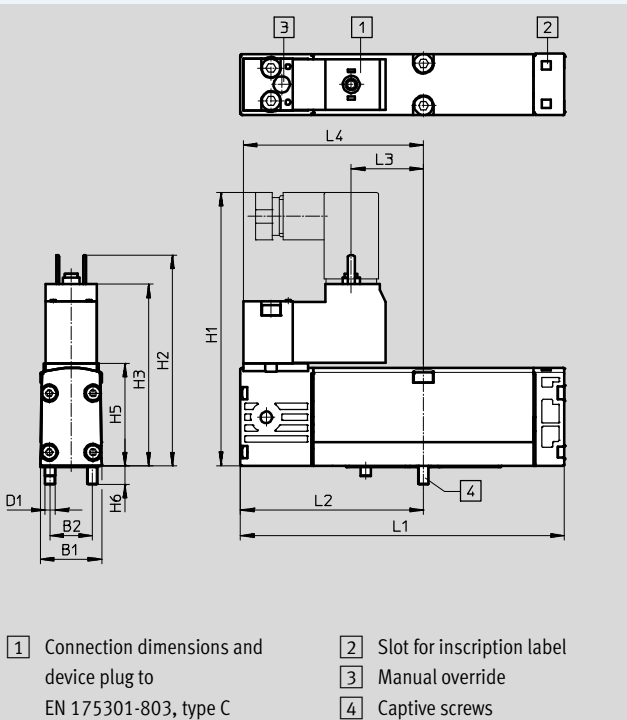 3
1
2
L4
L3
H1
H2
H3
H5
H6
D1
B2
B1
L2
L1
4
1 Connection dimensions and
device plug to
EN 175301-803, type C
2 Slot for inscription label
3 Manual override
4 Captive screws